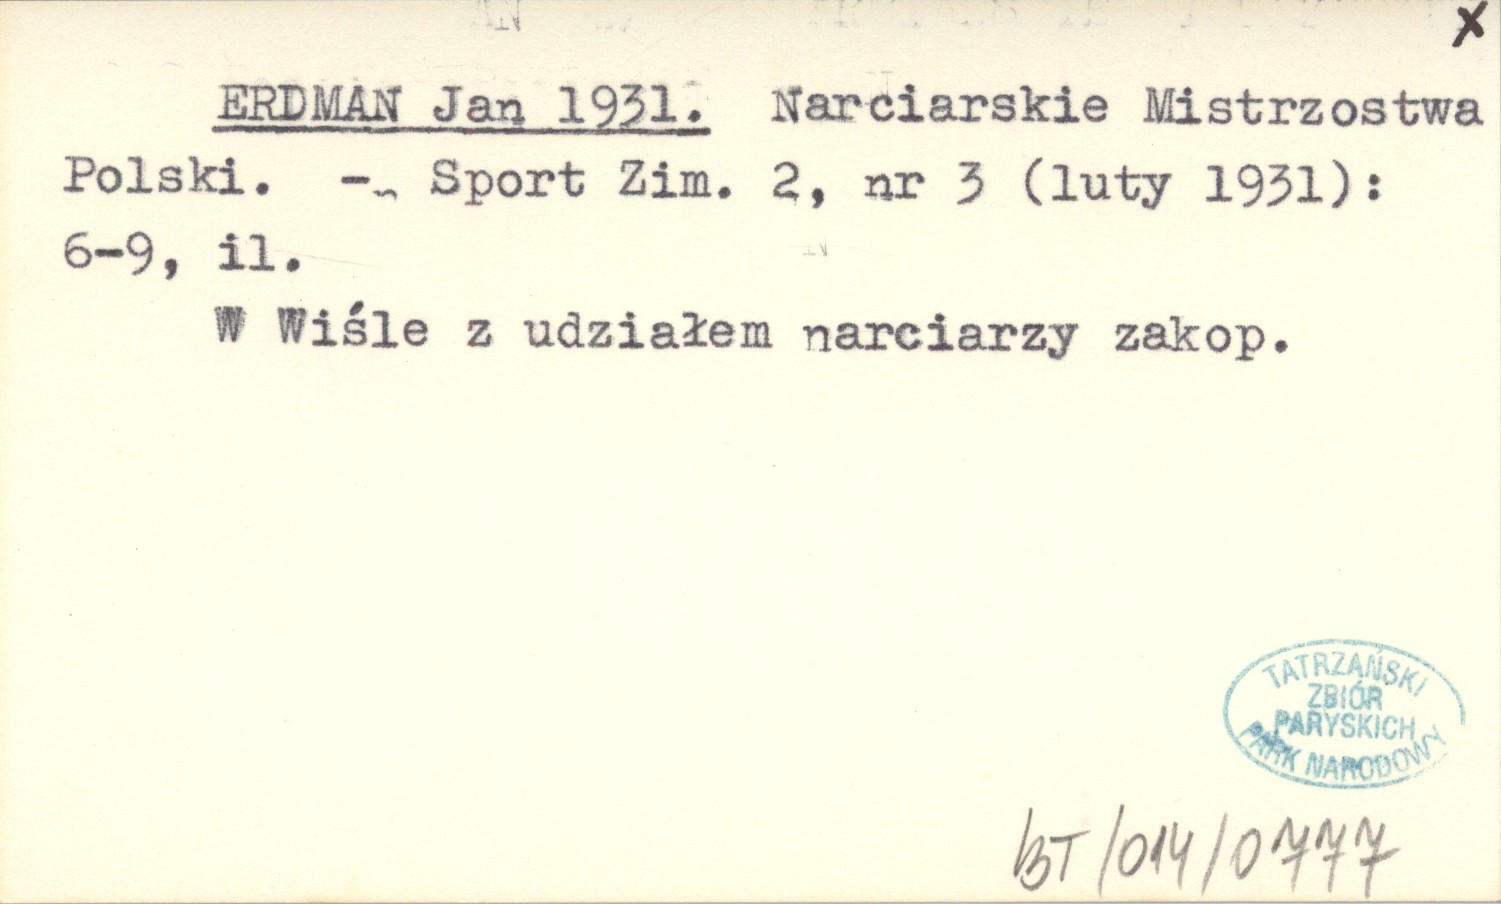 x
ERDMAN Jan 1931. Narciarskie Mistrzostwa
Polski. - Sport Zim. 2, nr 3 (luty 1931):
6-9, il.
W Wiśle z udziałem narciarzy zakop.
TATRZAŃSKI
ZBIÓR
PARYSKICH
PARK NARODOWY
BT/014/0777